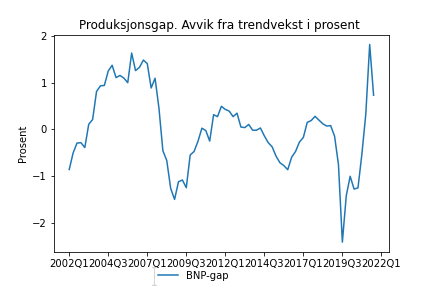 Produksjonsgap. Avvik fra trendvekst i prosent
2
1
0
−1
−2
Prosent
2002Q1 2004Q3 2007Q1 2009Q3 2012Q1 2014Q3 2017Q1 2019Q3 2022Q1
BNP-gap